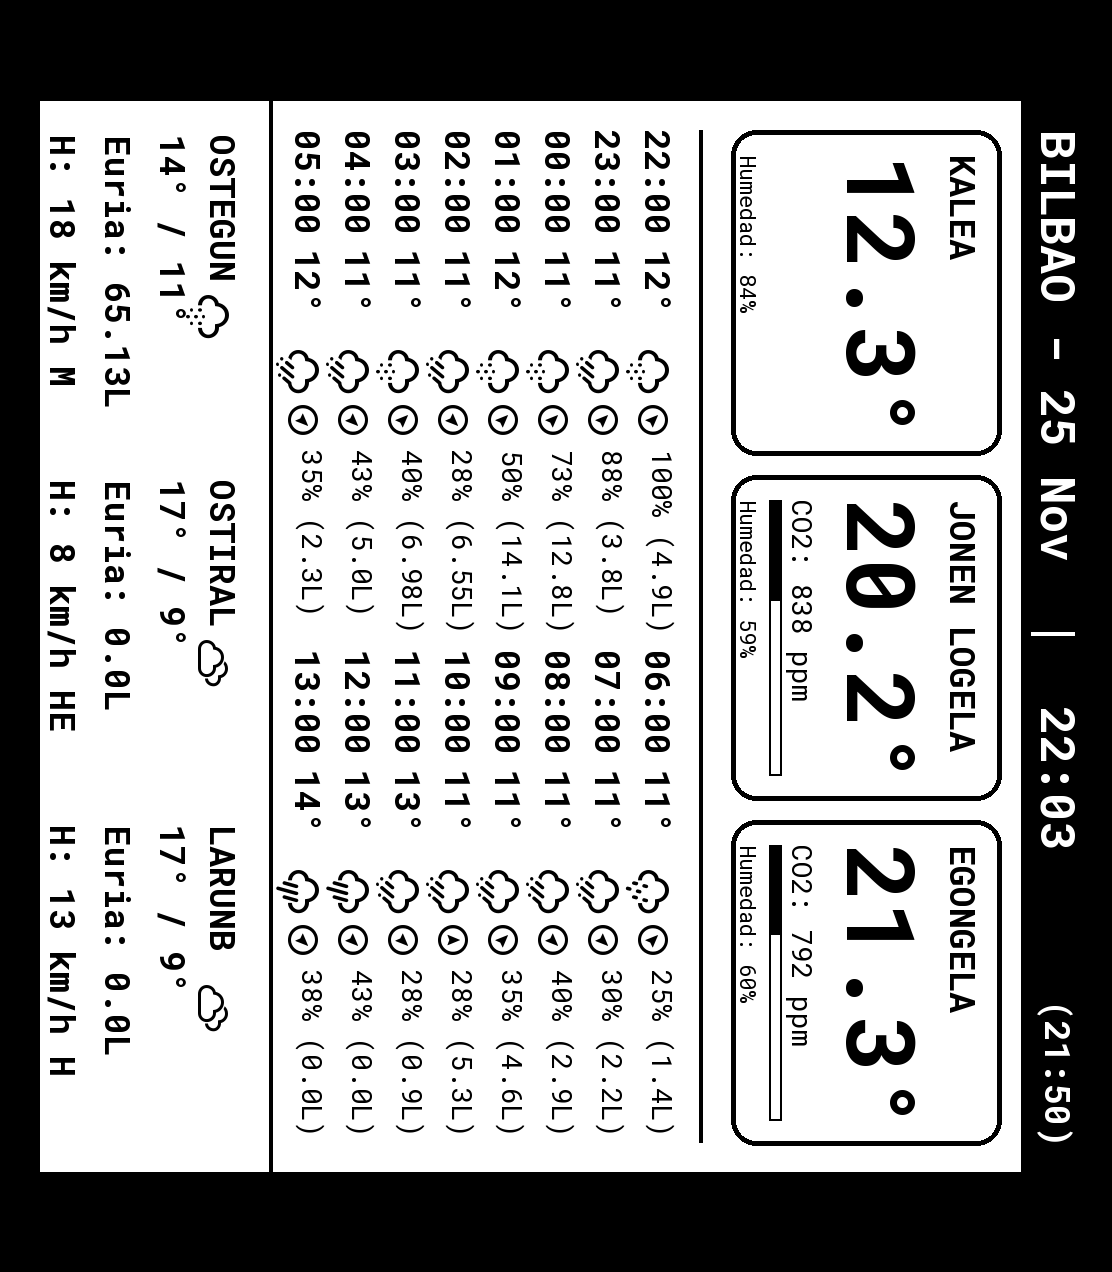 BILBAO - 25 Nov | 22:03 (21:50)
KALEA
12.3°
Humedad: 84%
JONEN LOGELA
20.2°
CO2: 838 ppm
Humedad: 59%
EGONGELA
21.3°
CO2: 792 ppm
Humedad: 60%
22:00 12° 100% (4.9L) 06:00 11° 25% (1.4L)
23:00 11° 88% (3.8L) 07:00 11° 30% (2.2L)
00:00 11° 73% (12.8L) 08:00 11° 40% (2.9L)
01:00 12° 50% (14.1L) 09:00 11° 35% (4.6L)
02:00 11° 28% (6.55L) 10:00 11° 28% (5.3L)
03:00 11° 40% (6.98L) 11:00 13° 28% (0.9L)
04:00 11° 43% (5.0L) 12:00 13° 43% (0.0L)
05:00 12° 35% (2.3L) 13:00 14° 38% (0.0L)
OSTEGUN
14° / 11°
Euria: 65.13L
H: 18 km/h M
OSTIRAL
17° / 9°
Euria: 0.0L
H: 8 km/h HE
LARUNB
17° / 9°
Euria: 0.0L
H: 13 km/h H